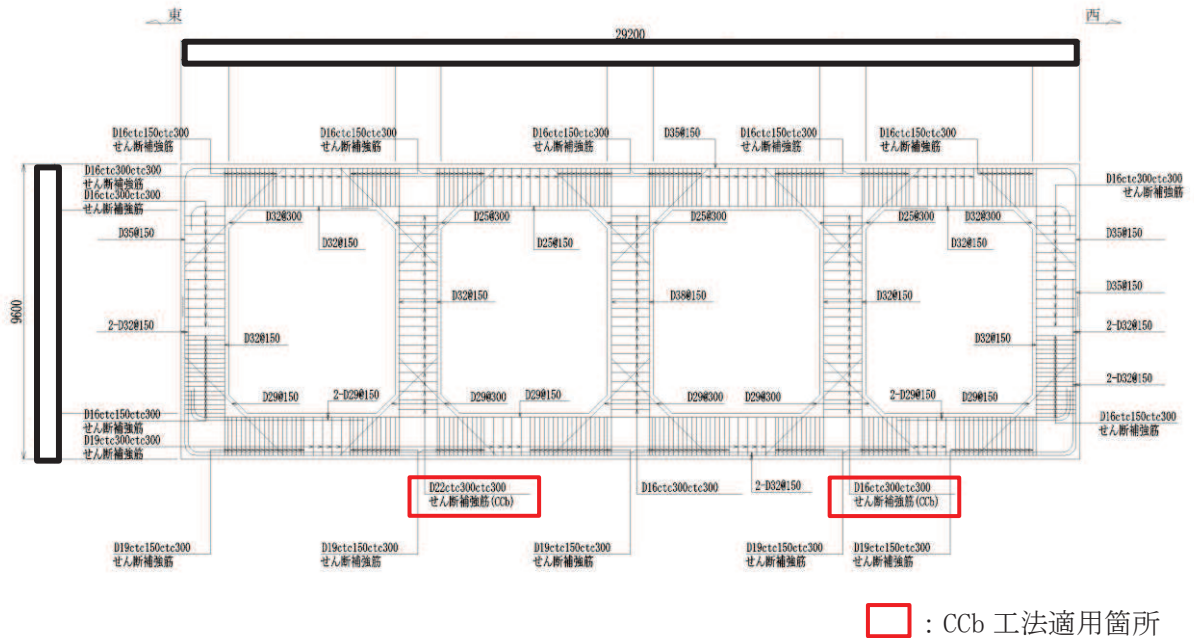 東
西
29200
D16ctc150ctc300
せん断補強筋
D16ctc150ctc300
せん断補強筋
D16ctc150ctc300
せん断補強筋
D35@150
D16ctc150ctc300
せん断補強筋
D16ctc150ctc300
せん断補強筋
D16ctc300ctc300
せん断補強筋
D16ctc300ctc300
せん断補強筋
D16ctc300ctc300
せん断補強筋
D32@300
D25@300
D25@300
D25@300
D32@300
D35@150
D32@150
D25@150
D32@150
D35@150
9600
D32@150
D38@150
D32@150
D35@150
2-D32@150
D32@150
D32@150
2-D32@150
D29@150
2-D29@150
D29@300
D29@150
D29@300
D29@300
2-D29@150
D29@150
2-D32@150
D16ctc150ctc300
せん断補強筋
D19ctc300ctc300
せん断補強筋
D16ctc150ctc300
せん断補強筋
D22ctc300ctc300
せん断補強筋(CCb)
D16ctc300ctc300
2-D32@150
D16ctc300ctc300
せん断補強筋(CCb)
D19ctc150ctc300
せん断補強筋
D19ctc150ctc300
せん断補強筋
D19ctc150ctc300
せん断補強筋
D19ctc150ctc300
せん断補強筋
D19ctc150ctc300
せん断補強筋
：CCb 工法適用箇所